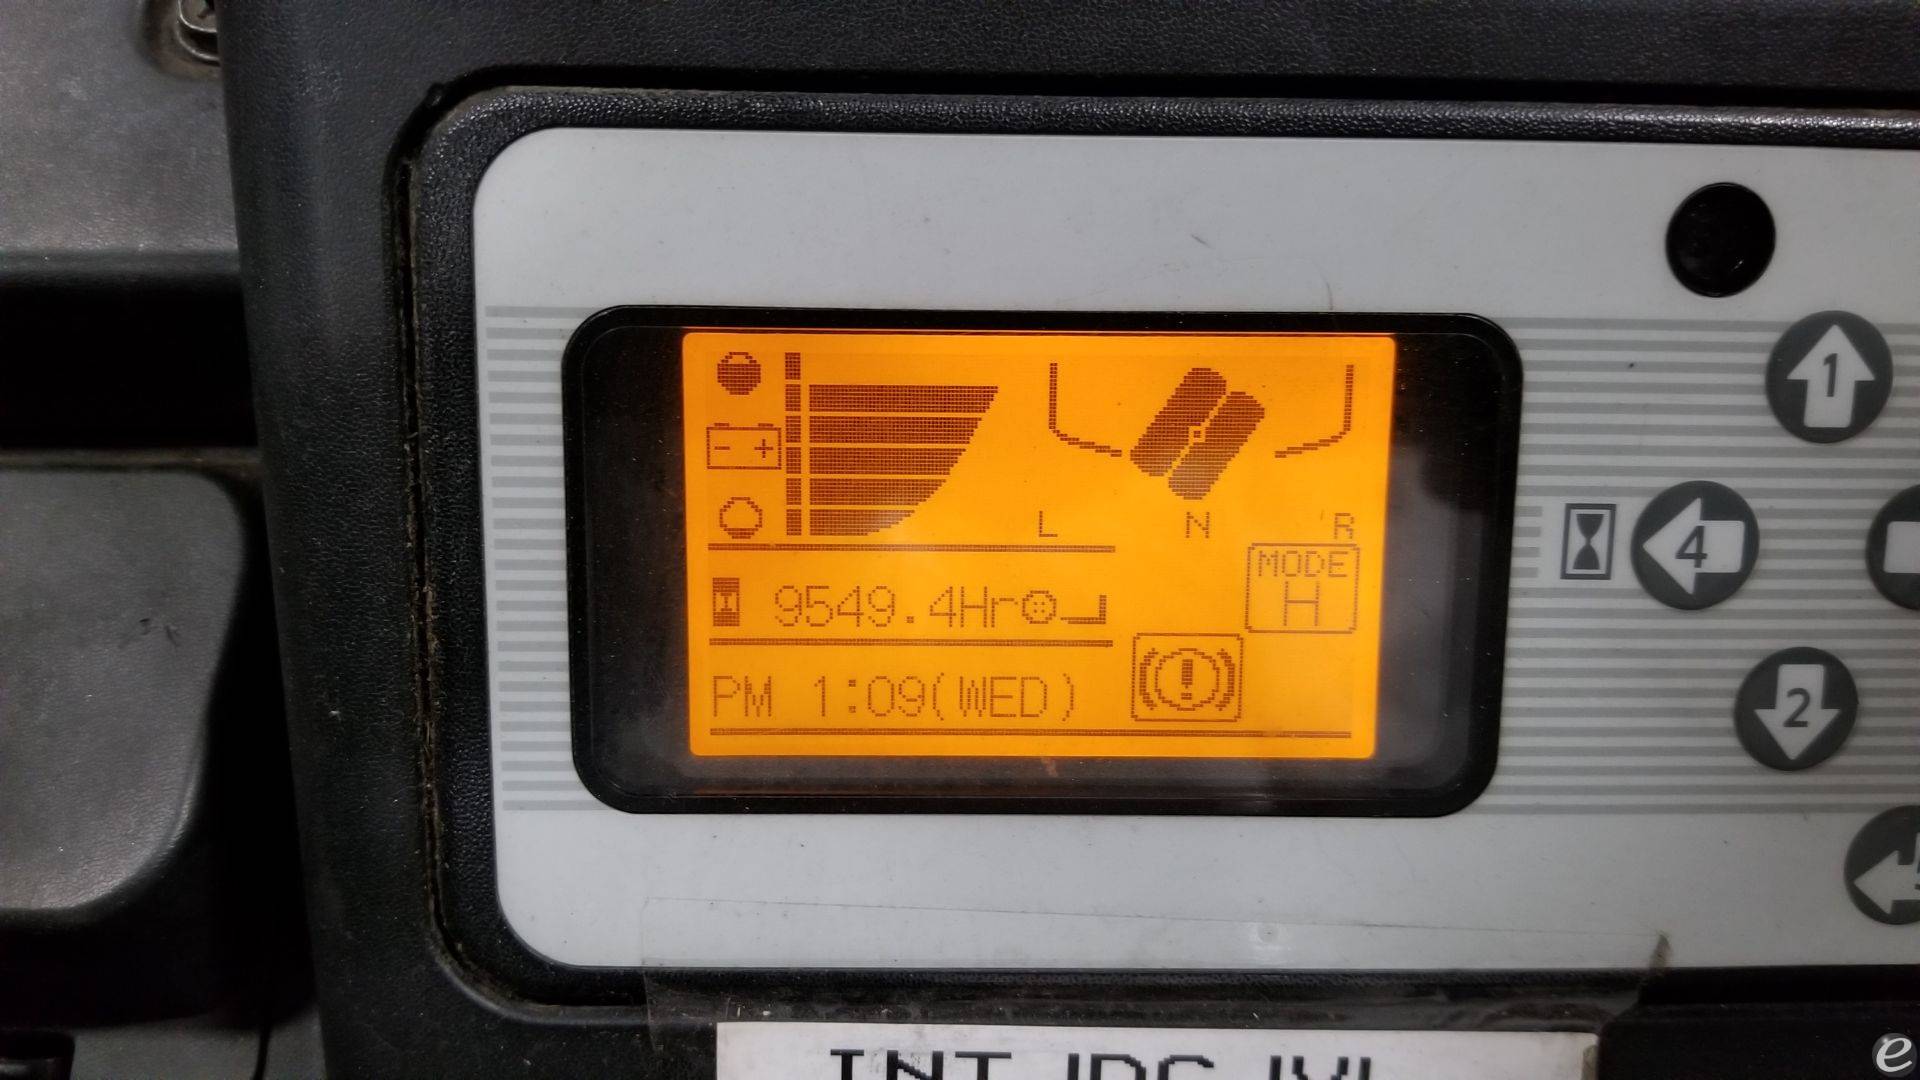 - +
L N R
MODE
H
9549.4Hr
PM 1:09(WED)
1
4
2
e